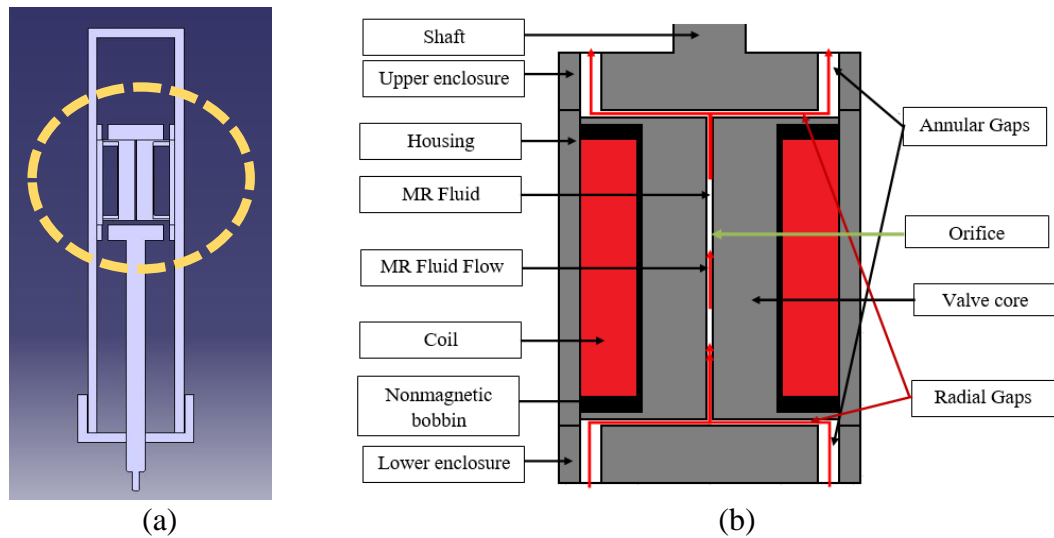 Shaft
Upper enclosure
Housing
MR Fluid
MR Fluid Flow
Coil
Nonmagnetic
bobbin
Lower enclosure
Annular Gaps
Orifice
Valve core
Radial Gaps
(a)
(b)